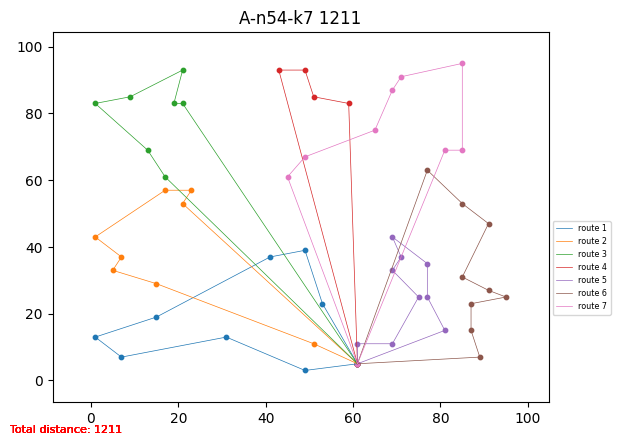 A-n54-k7 1211
100
80
60
40
20
0
0 20 40 60 80 100
route 1
route 2
route 3
route 4
route 5
route 6
route 7
Total distance: 1211